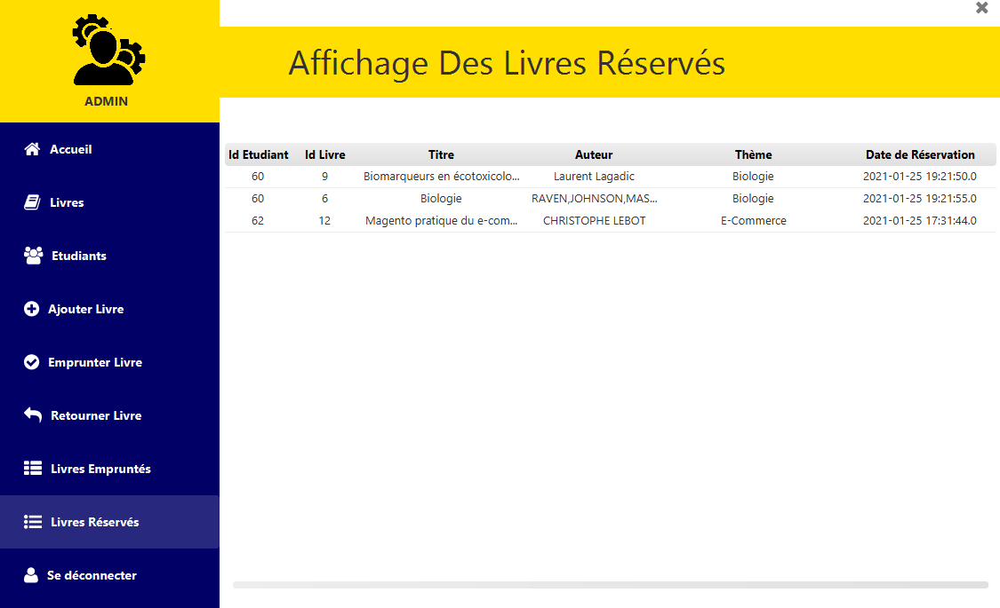 ADMIN
Accueil
Livres
Etudiants
Ajouter Livre
Emprunter Livre
Retourner Livre
Livres Empruntés
Livres Réservés
Se déconnecter
Affichage Des Livres Réservés
Id Etudiant Id Livre Titre Auteur Thème Date de Réservation
60 9 Biomarqueurs en écotoxicolo... Laurent Lagadic Biologie 2021-01-25 19:21:50.0
60 6 Biologie RAVEN,JOHNSON,MAS... Biologie 2021-01-25 19:21:55.0
62 12 Magento pratique du e-com... CHRISTOPHE LEBOT E-Commerce 2021-01-25 17:31:44.0